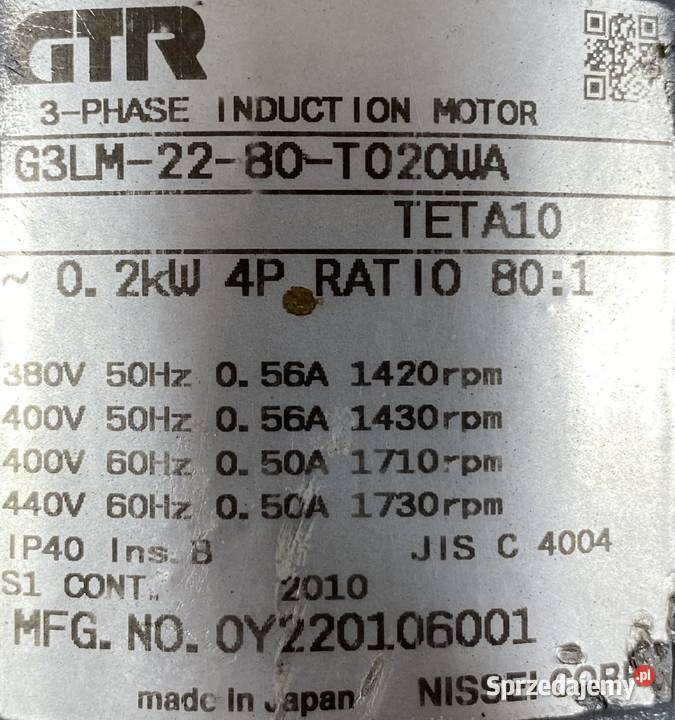 GTR
3-PHASE INDUCTION MOTOR
G3LM-22-80-T020WA
TETA10
~ 0.2kW 4P RATIO 80:1
380V 50Hz 0.56A 1420rpm
400V 50Hz 0.56A 1430rpm
400V 60Hz 0.50A 1710rpm
440V 60Hz 0.50A 1730rpm
IP40 Ins.B JIS C 4004
S1 CONT. 2010
MFG.NO. 0Y220106001
made in Japan NISSEI CORP.
Sprzedajemy.pl